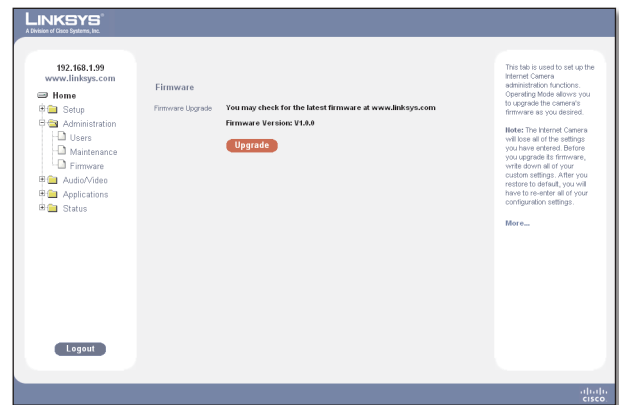 LINKSYS®
A Division of Cisco Systems, Inc.
192.168.1.99
www.linksys.com
Home
Setup
Administration
Users
Maintenance
Firmware
Audio/Video
Applications
Status
Logout
Firmware
Firmware Upgrade
You may check for the latest firmware at www.linksys.com
Firmware Version: V1.0.0
Upgrade
This tab is used to set up the
Internet Camera
administration functions.
Operating Mode allows you
to upgrade the camera's
firmware as you desired.
Note: The Internet Camera
will lose all of the settings
you have entered. Before
you upgrade its firmware,
write down all of your
custom settings. After you
restore to default, you will
have to re-enter all of your
configuration settings.
More...
CISCO